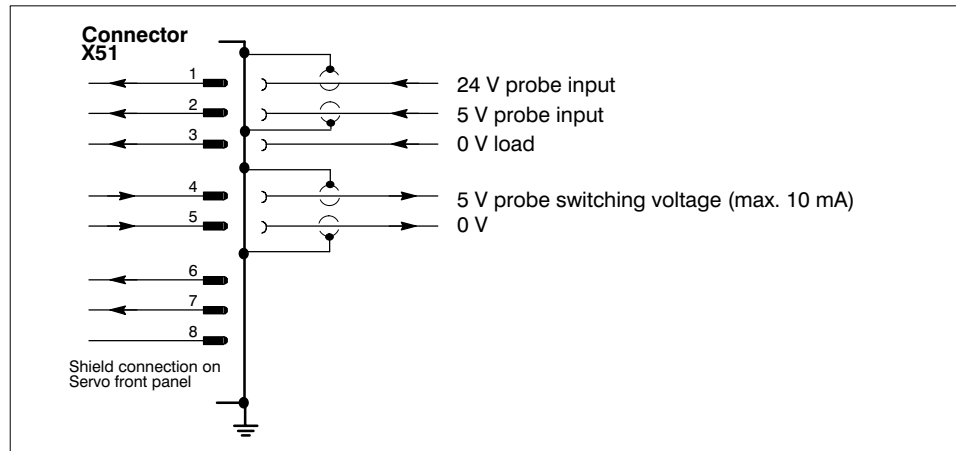 Connector
X51
1
24 V probe input
2
5 V probe input
3
0 V load
4
5 V probe switching voltage (max. 10 mA)
5
0 V
6
7
8
Shield connection on
Servo front panel